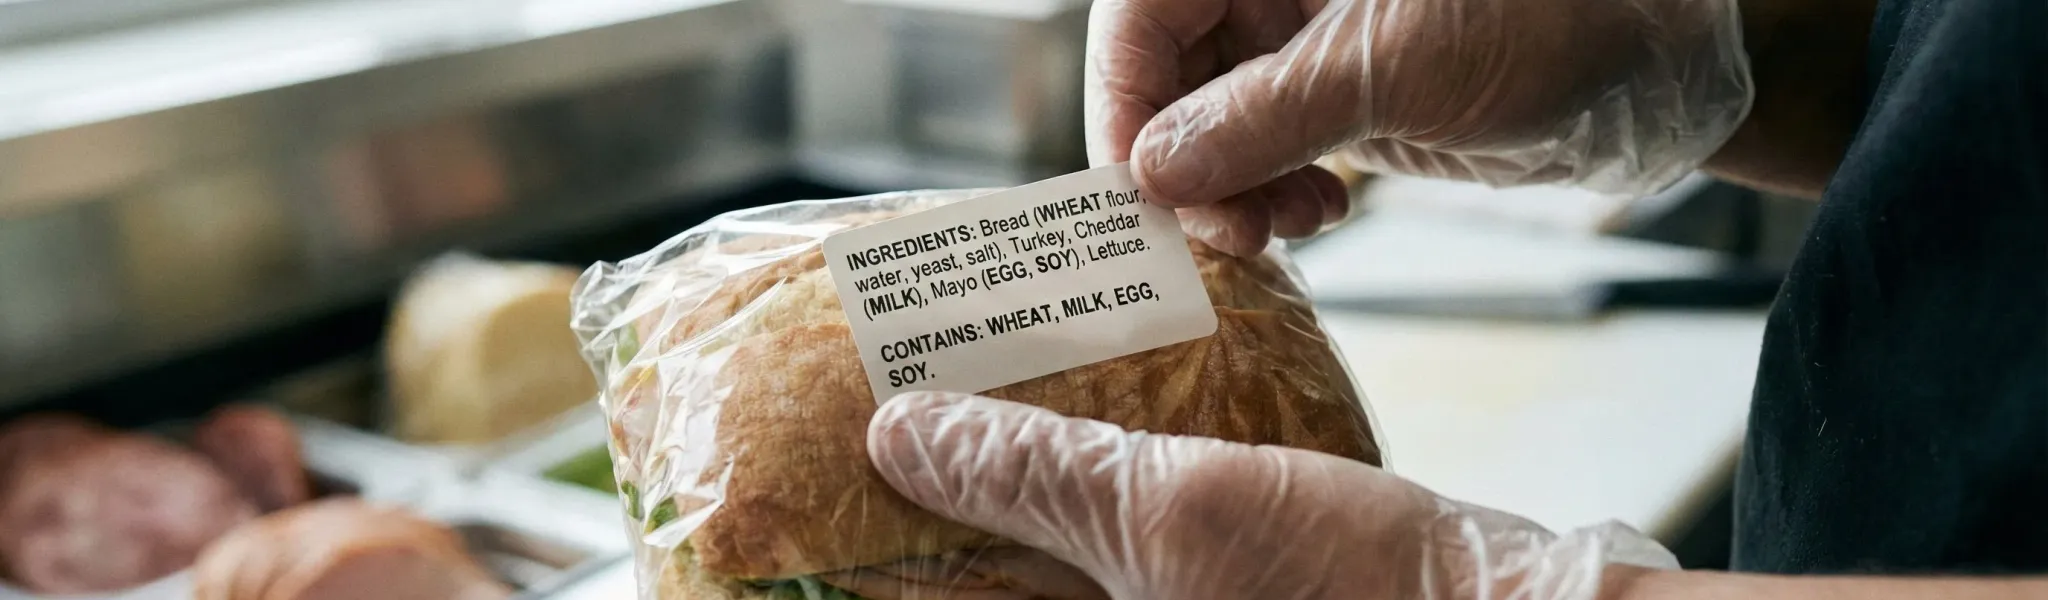 INGREDIENTS: Bread (WHEAT flour,
water, yeast, salt), Turkey, Cheddar
(MILK), Mayo (EGG, SOY), Lettuce.
CONTAINS: WHEAT, MILK, EGG,
SOY.